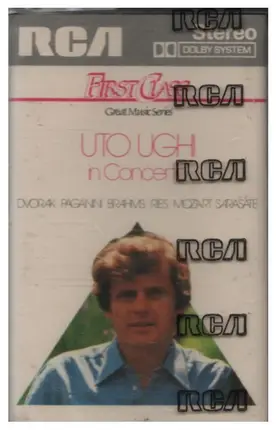 RCA
Stereo
DOLBY SYSTEM
FIRST CLASS
Great Music Series
UTO UGHI
in Concert
DVORAK PAGANINI BRAHMS RIES MOZART SARASATE
RCA
RCA
RCA
RCA
RCA
RCA